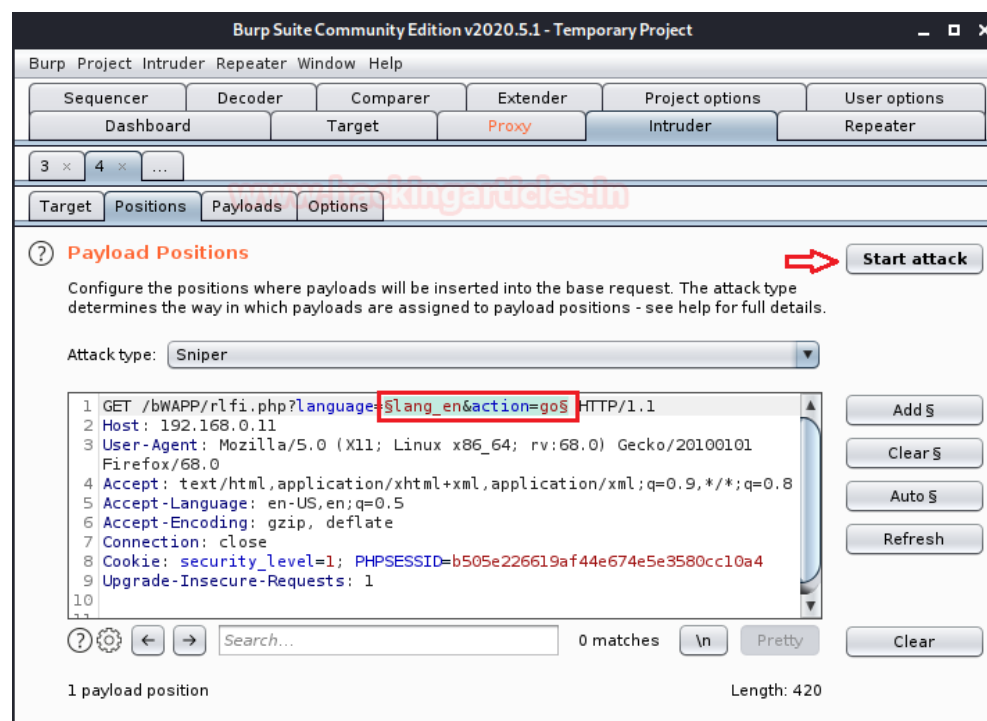 Burp Suite Community Edition v2020.5.1 - Temporary Project
Burp Project Intruder Repeater Window Help
Sequencer Decoder Comparer Extender Project options User options
Dashboard Target Proxy Intruder Repeater
3 × 4 × ...
www.hackingarticles.in
Target Positions Payloads Options
? Payload Positions
Start attack
Configure the positions where payloads will be inserted into the base request. The attack type
determines the way in which payloads are assigned to payload positions - see help for full details.
Attack type: Sniper
1 GET /bWAPP/rlfi.php?language=§lang_en&action=go§ HTTP/1.1
2 Host: 192.168.0.11
3 User-Agent: Mozilla/5.0 (X11; Linux x86_64; rv:68.0) Gecko/20100101
Firefox/68.0
4 Accept: text/html,application/xhtml+xml,application/xml;q=0.9,*/*;q=0.8
5 Accept-Language: en-US,en;q=0.5
6 Accept-Encoding: gzip, deflate
7 Connection: close
8 Cookie: security_level=1; PHPSESSID=b505e226619af44e674e5e3580cc10a4
9 Upgrade-Insecure-Requests: 1
10
11
Add §
Clear §
Auto §
Refresh
? ← → Search... 0 matches \n Pretty Clear
1 payload position Length: 420